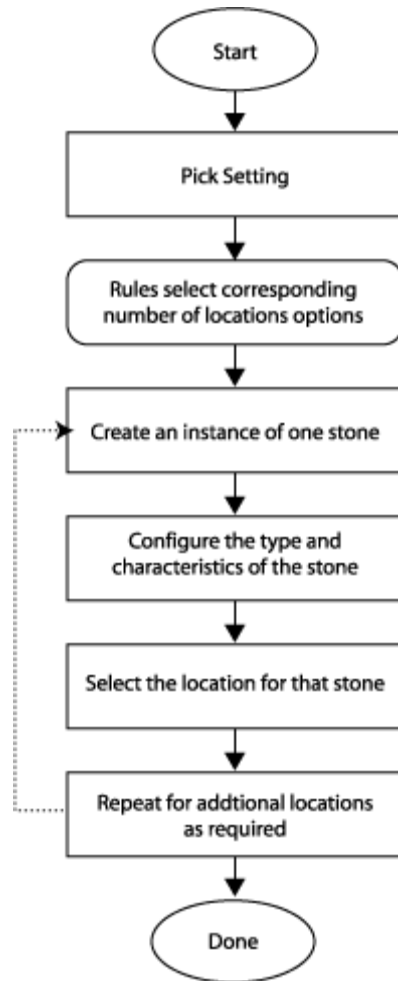 Start
Pick Setting
Rules select corresponding
number of locations options
Create an instance of one stone
Configure the type and
characteristics of the stone
Select the location for that stone
Repeat for addtional locations
as required
Done